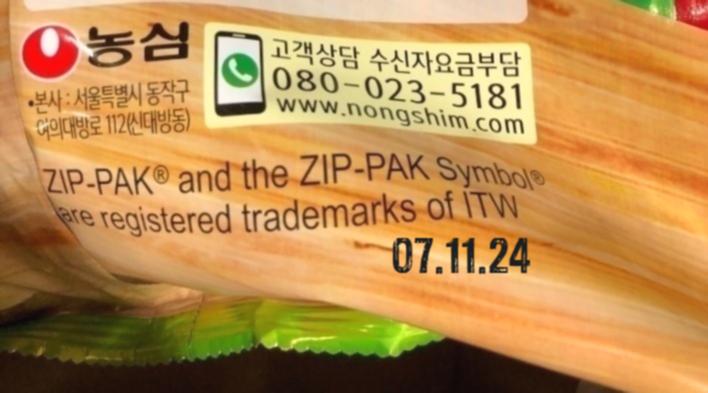 농심
고객상담 수신자요금부담
080-023-5181
www.nongshim.com
•본사 : 서울특별시 동작구
여의대방로 112(신대방동)
ZIP-PAK® and the ZIP-PAK Symbol®
are registered trademarks of ITW
07.11.24